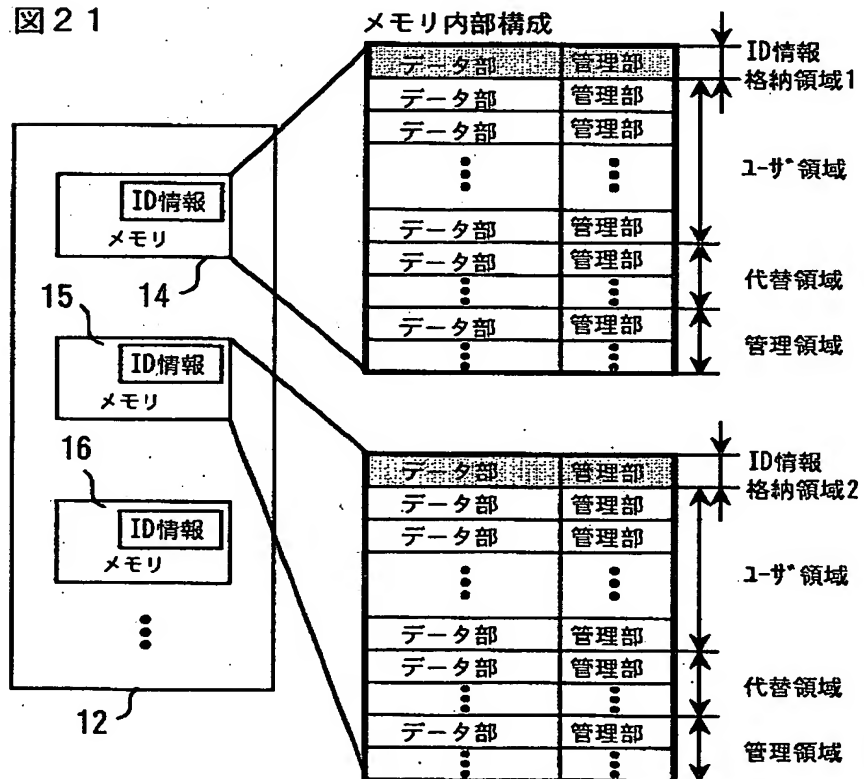 図21
メモリ内部構成
ID情報
メモリ
14
15
ID情報
メモリ
16
ID情報
メモリ
12
データ部 管理部
データ部 管理部
データ部 管理部
データ部 管理部
データ部 管理部
データ部 管理部
ID情報
格納領域1
ユーザ領域
代替領域
管理領域
データ部 管理部
データ部 管理部
データ部 管理部
データ部 管理部
データ部 管理部
データ部 管理部
ID情報
格納領域2
ユーザ領域
代替領域
管理領域